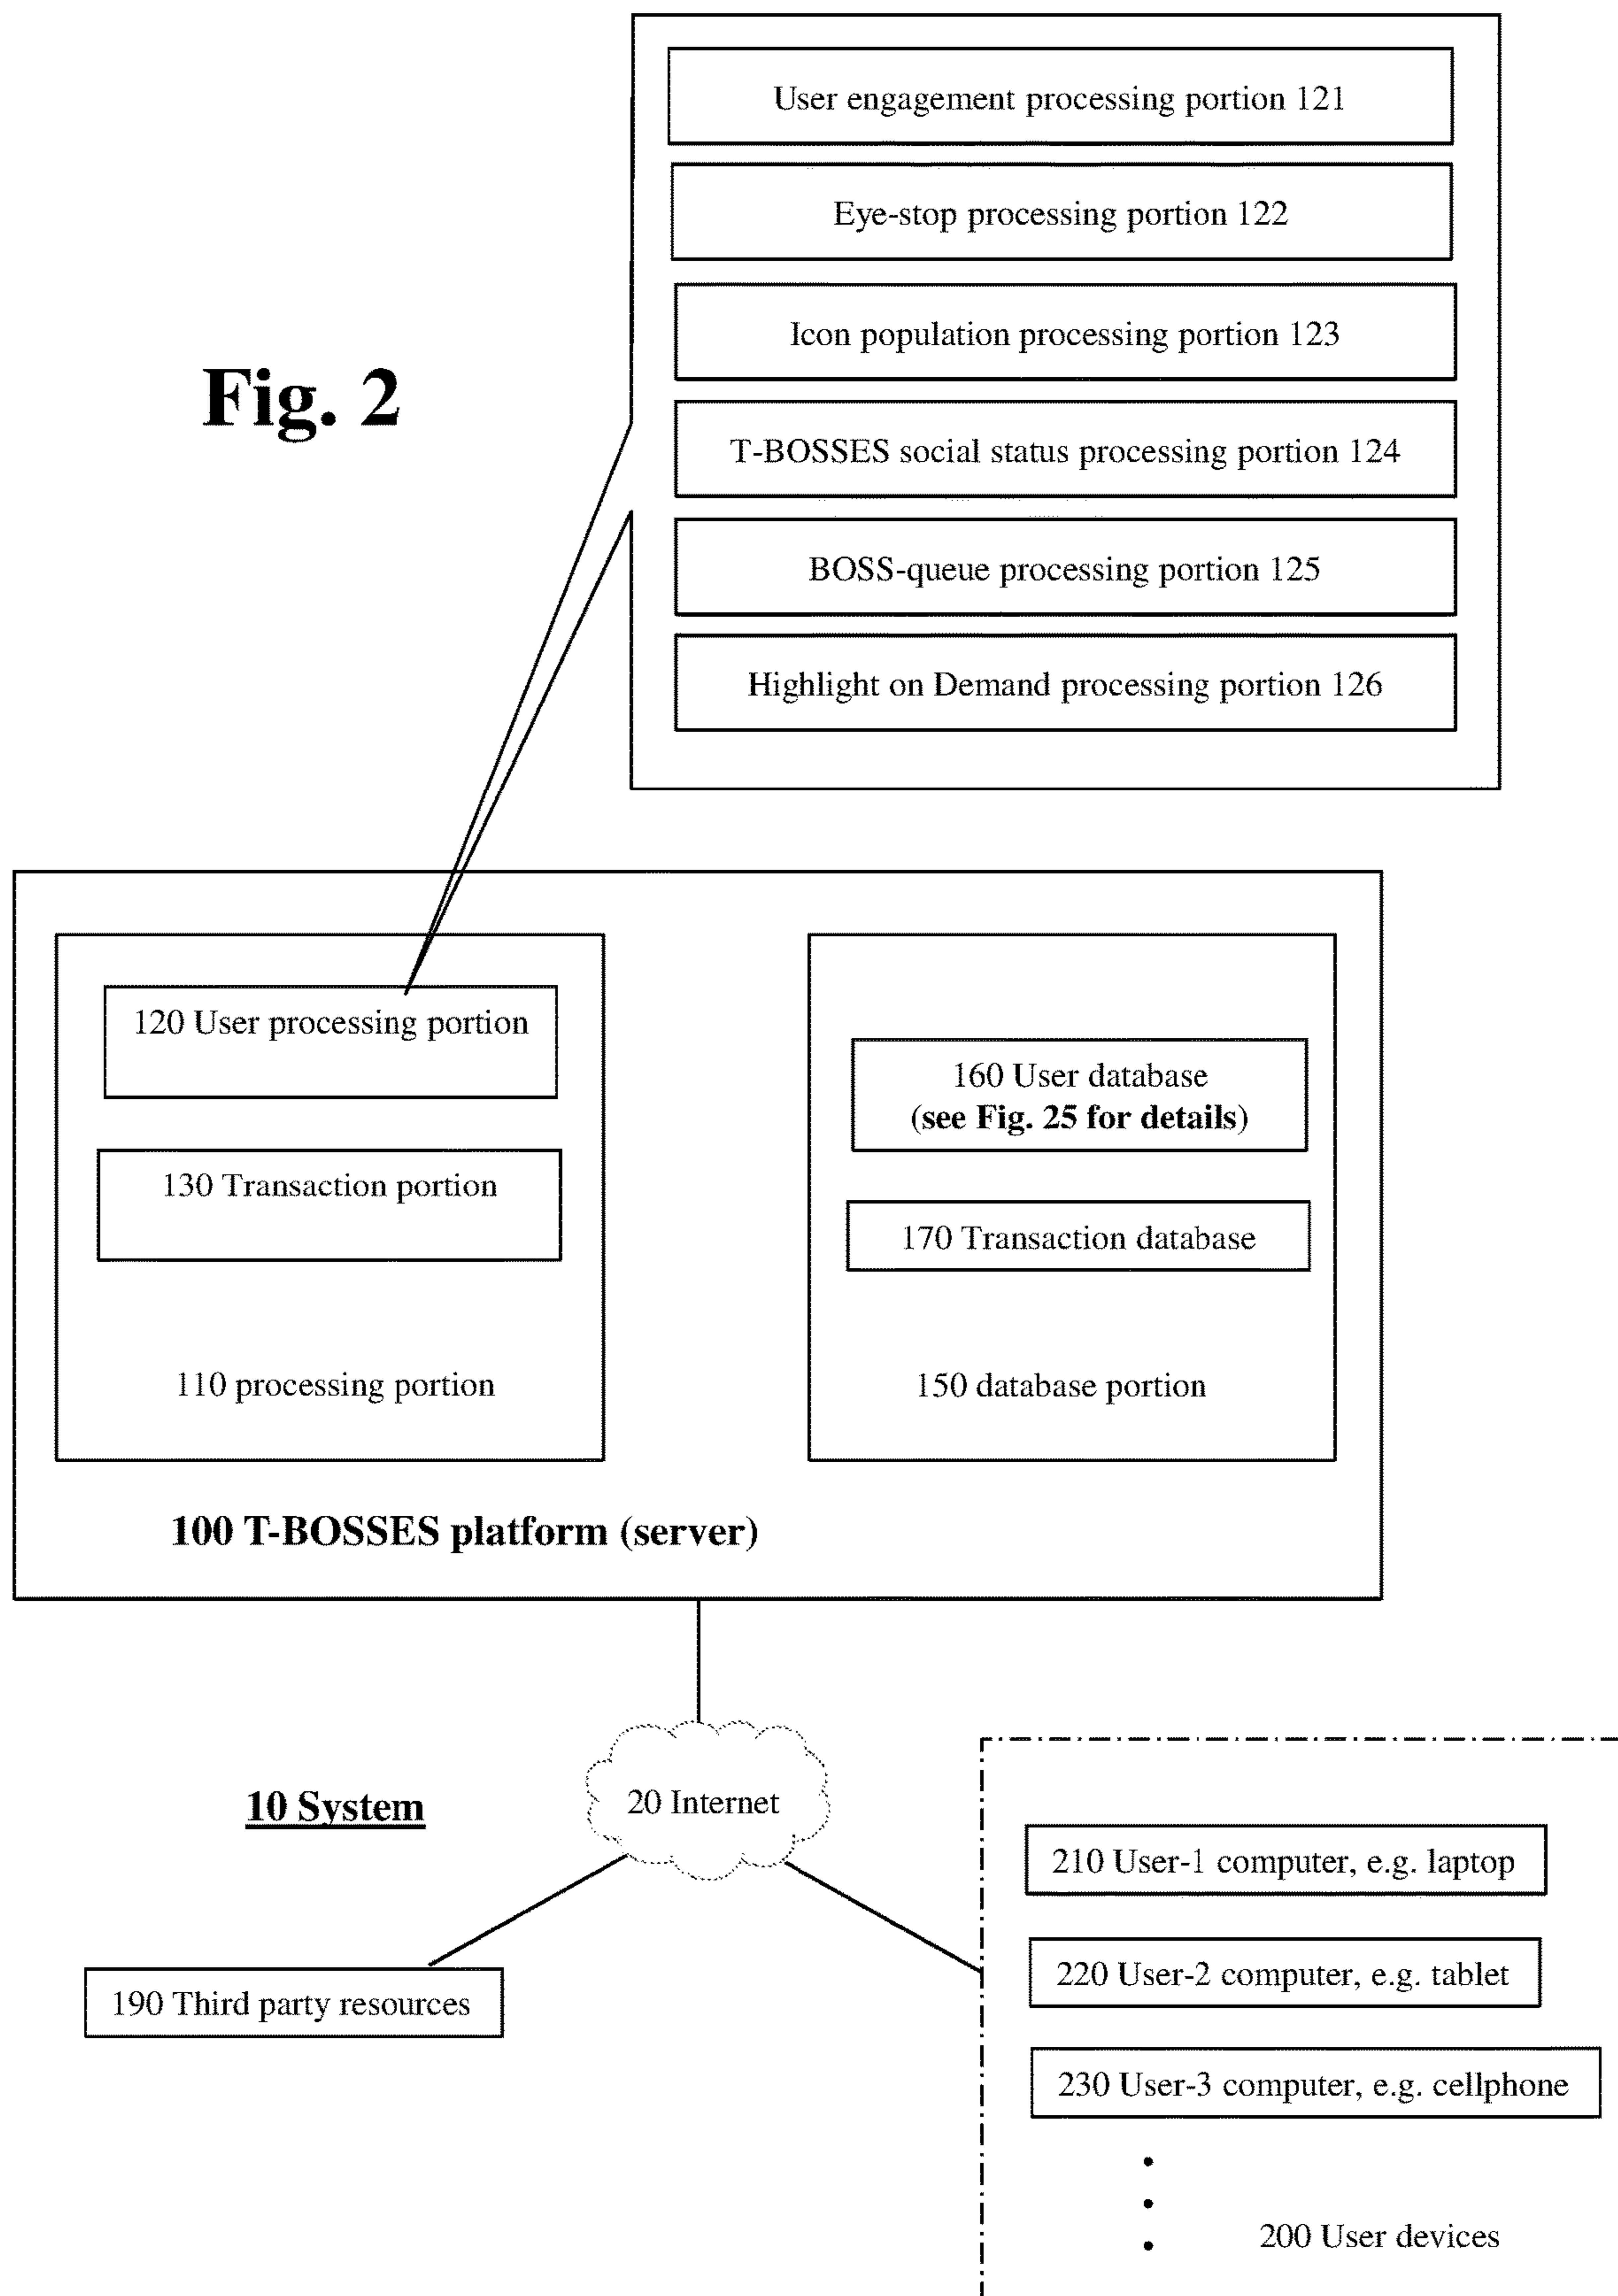 User engagement processing portion 121
Eye-stop processing portion 122
Icon population processing portion 123
Fig. 2
T-BOSSES social status processing portion 124
BOSS-queue processing portion 125
Highlight on Demand processing portion 126
120 User processing portion
130 Transaction portion
110 processing portion
160 User database
(see Fig. 25 for details)
170 Transaction database
150 database portion
100 T-BOSSES platform (server)
10 System
20 Internet
190 Third party resources
210 User-1 computer, e.g. laptop
220 User-2 computer, e.g. tablet
230 User-3 computer, e.g. cellphone
200 User devices